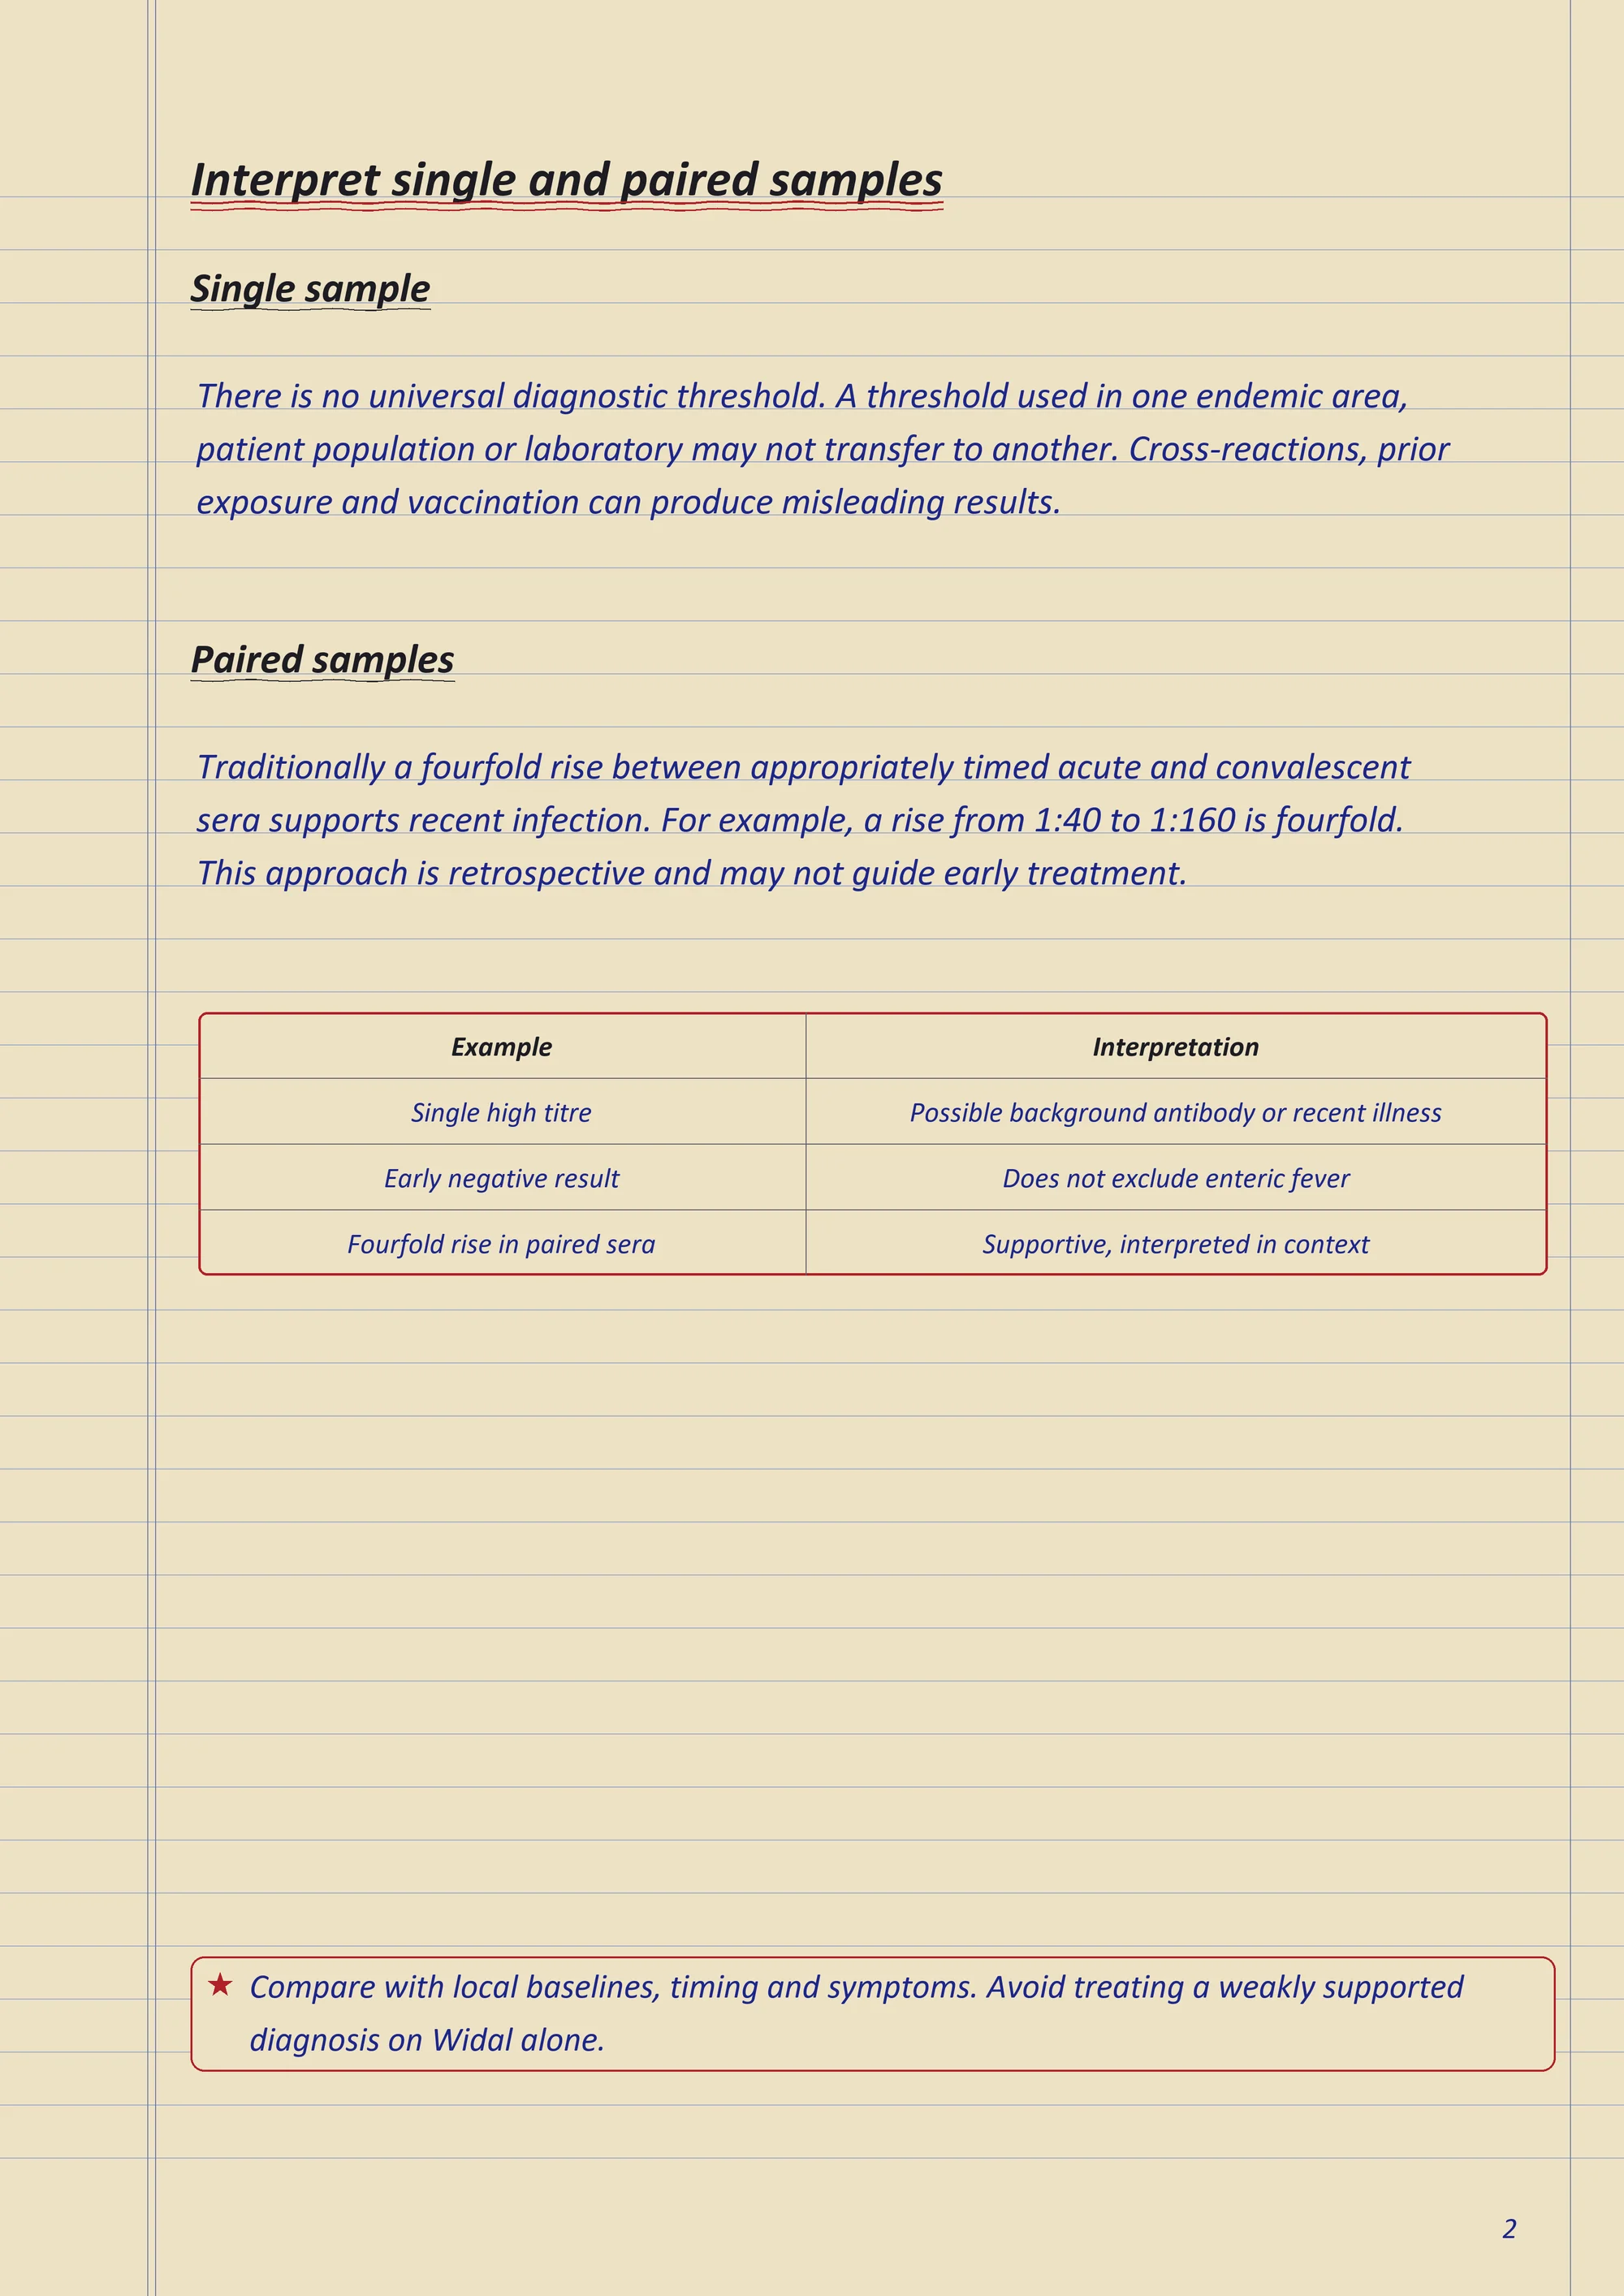 Interpret single and paired samples
Single sample
There is no universal diagnostic threshold. A threshold used in one endemic area,
patient population or laboratory may not transfer to another. Cross-reactions, prior
exposure and vaccination can produce misleading results.
Paired samples
Traditionally a fourfold rise between appropriately timed acute and convalescent
sera supports recent infection. For example, a rise from 1:40 to 1:160 is fourfold.
This approach is retrospective and may not guide early treatment.
Example Interpretation
Single high titre Possible background antibody or recent illness
Early negative result Does not exclude enteric fever
Fourfold rise in paired sera Supportive, interpreted in context
★ Compare with local baselines, timing and symptoms. Avoid treating a weakly supported
diagnosis on Widal alone.
2